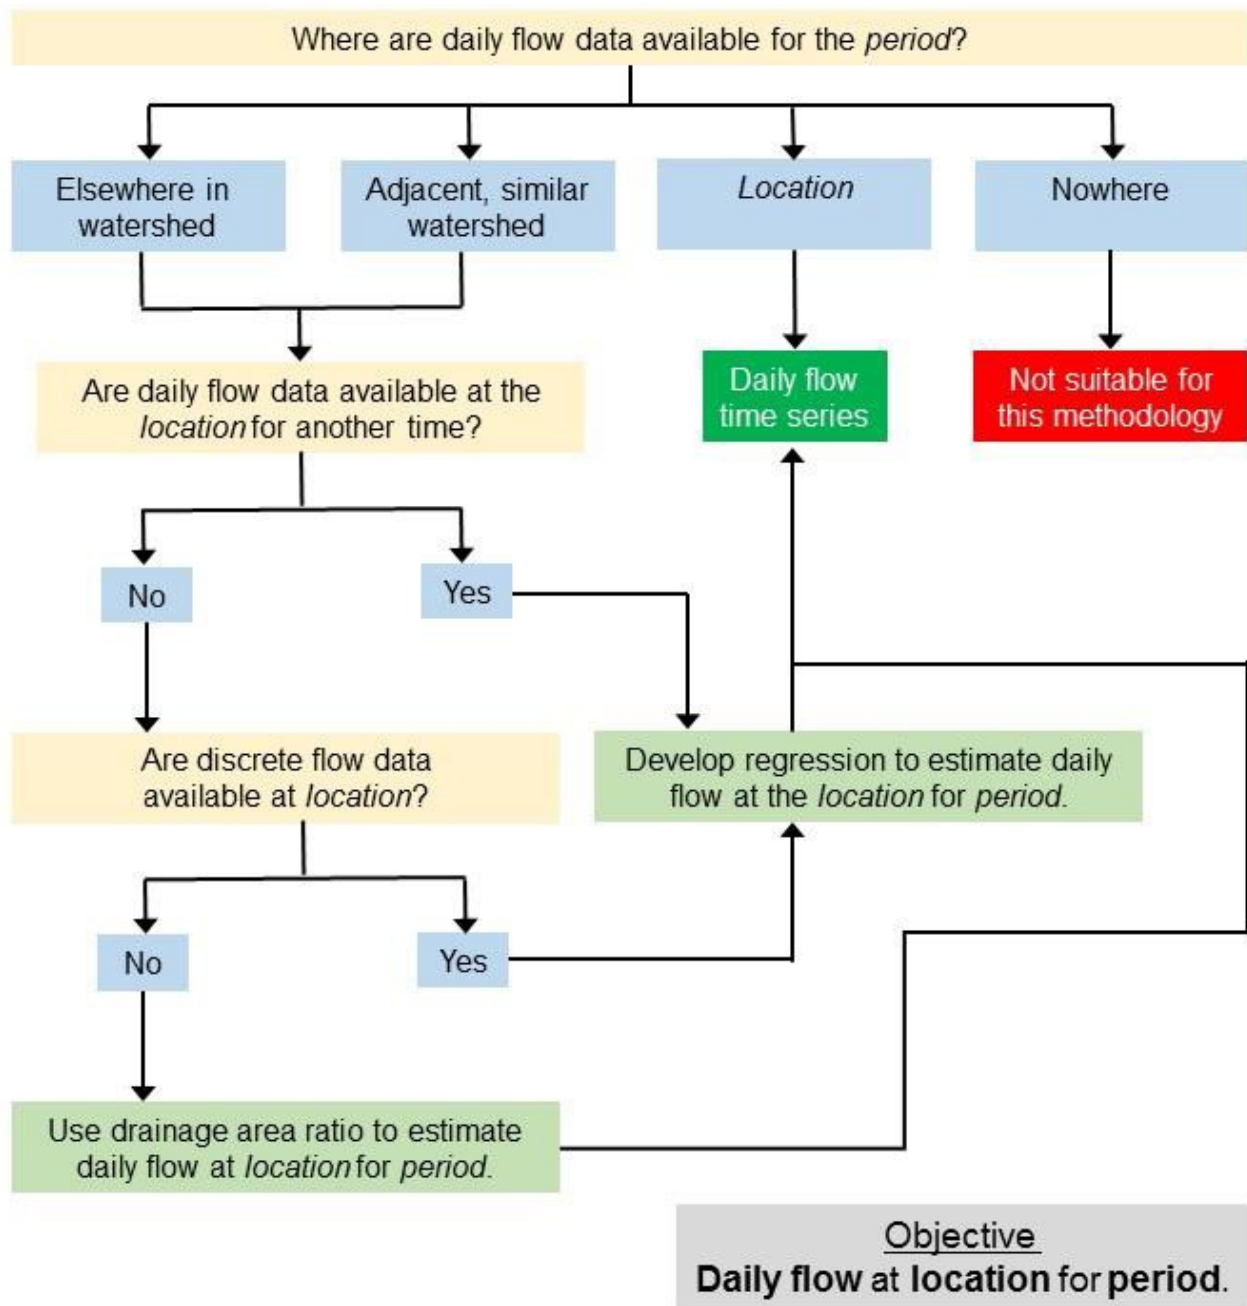 Where are daily flow data available for the period?
Elsewhere in
watershed
Adjacent, similar
watershed
Location
Nowhere
Are daily flow data available at the
location for another time?
Daily flow
time series
Not suitable for
this methodology
No
Yes
Are discrete flow data
available at location?
Develop regression to estimate daily
flow at the location for period.
No
Yes
Use drainage area ratio to estimate
daily flow at location for period.
Objective
Daily flow at location for period.